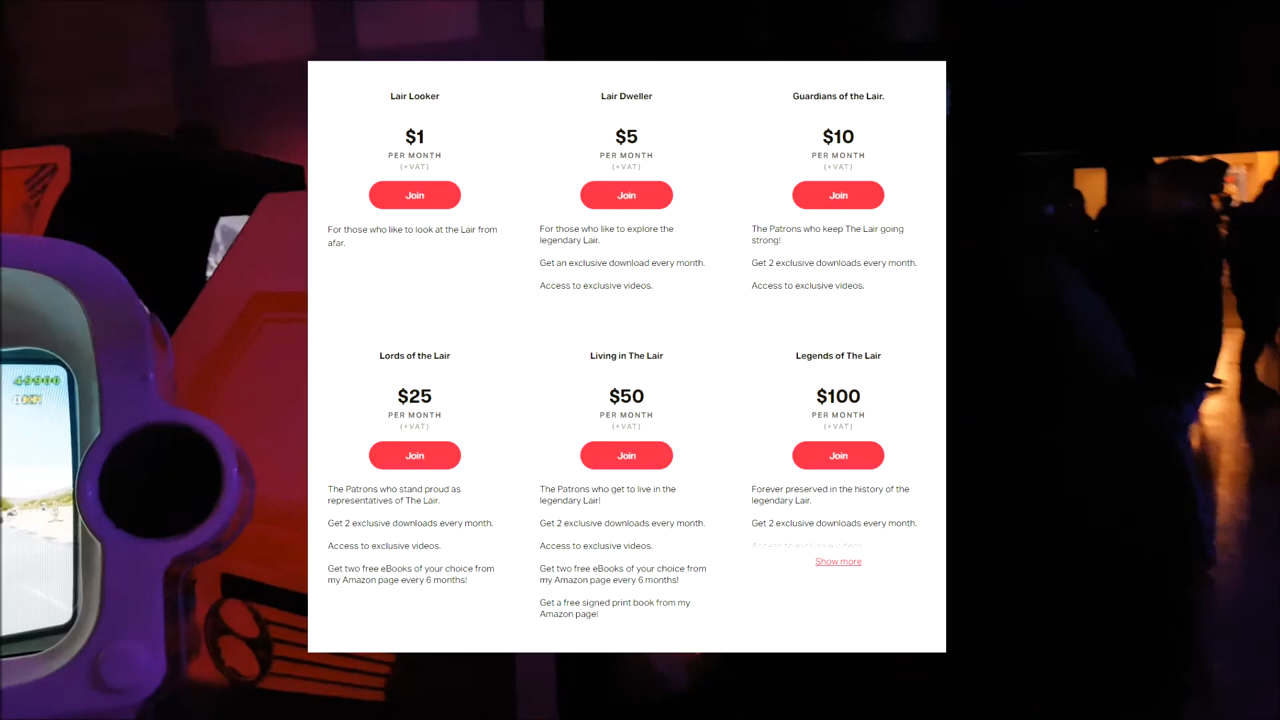 Lair Looker
$1
PER MONTH
(+VAT)
Join
For those who like to look at the Lair from
afar.
Lair Dweller
$5
PER MONTH
(+VAT)
Join
For those who like to explore the
legendary Lair.
Get an exclusive download every month.
Access to exclusive videos.
Guardians of the Lair.
$10
PER MONTH
(+VAT)
Join
The Patrons who keep The Lair going
strong!
Get 2 exclusive downloads every month.
Access to exclusive videos.
Lords of the Lair
$25
PER MONTH
(+VAT)
Join
The Patrons who stand proud as
representatives of The Lair.
Get 2 exclusive downloads every month.
Access to exclusive videos.
Get two free eBooks of your choice from
my Amazon page every 6 months!
Living in The Lair
$50
PER MONTH
(+VAT)
Join
The Patrons who get to live in the
legendary Lair!
Get 2 exclusive downloads every month.
Access to exclusive videos.
Get two free eBooks of your choice from
my Amazon page every 6 months!
Get a free signed print book from my
Amazon page!
Legends of The Lair
$100
PER MONTH
(+VAT)
Join
Forever preserved in the history of the
legendary Lair.
Get 2 exclusive downloads every month.
Access to exclusive videos.
Show more